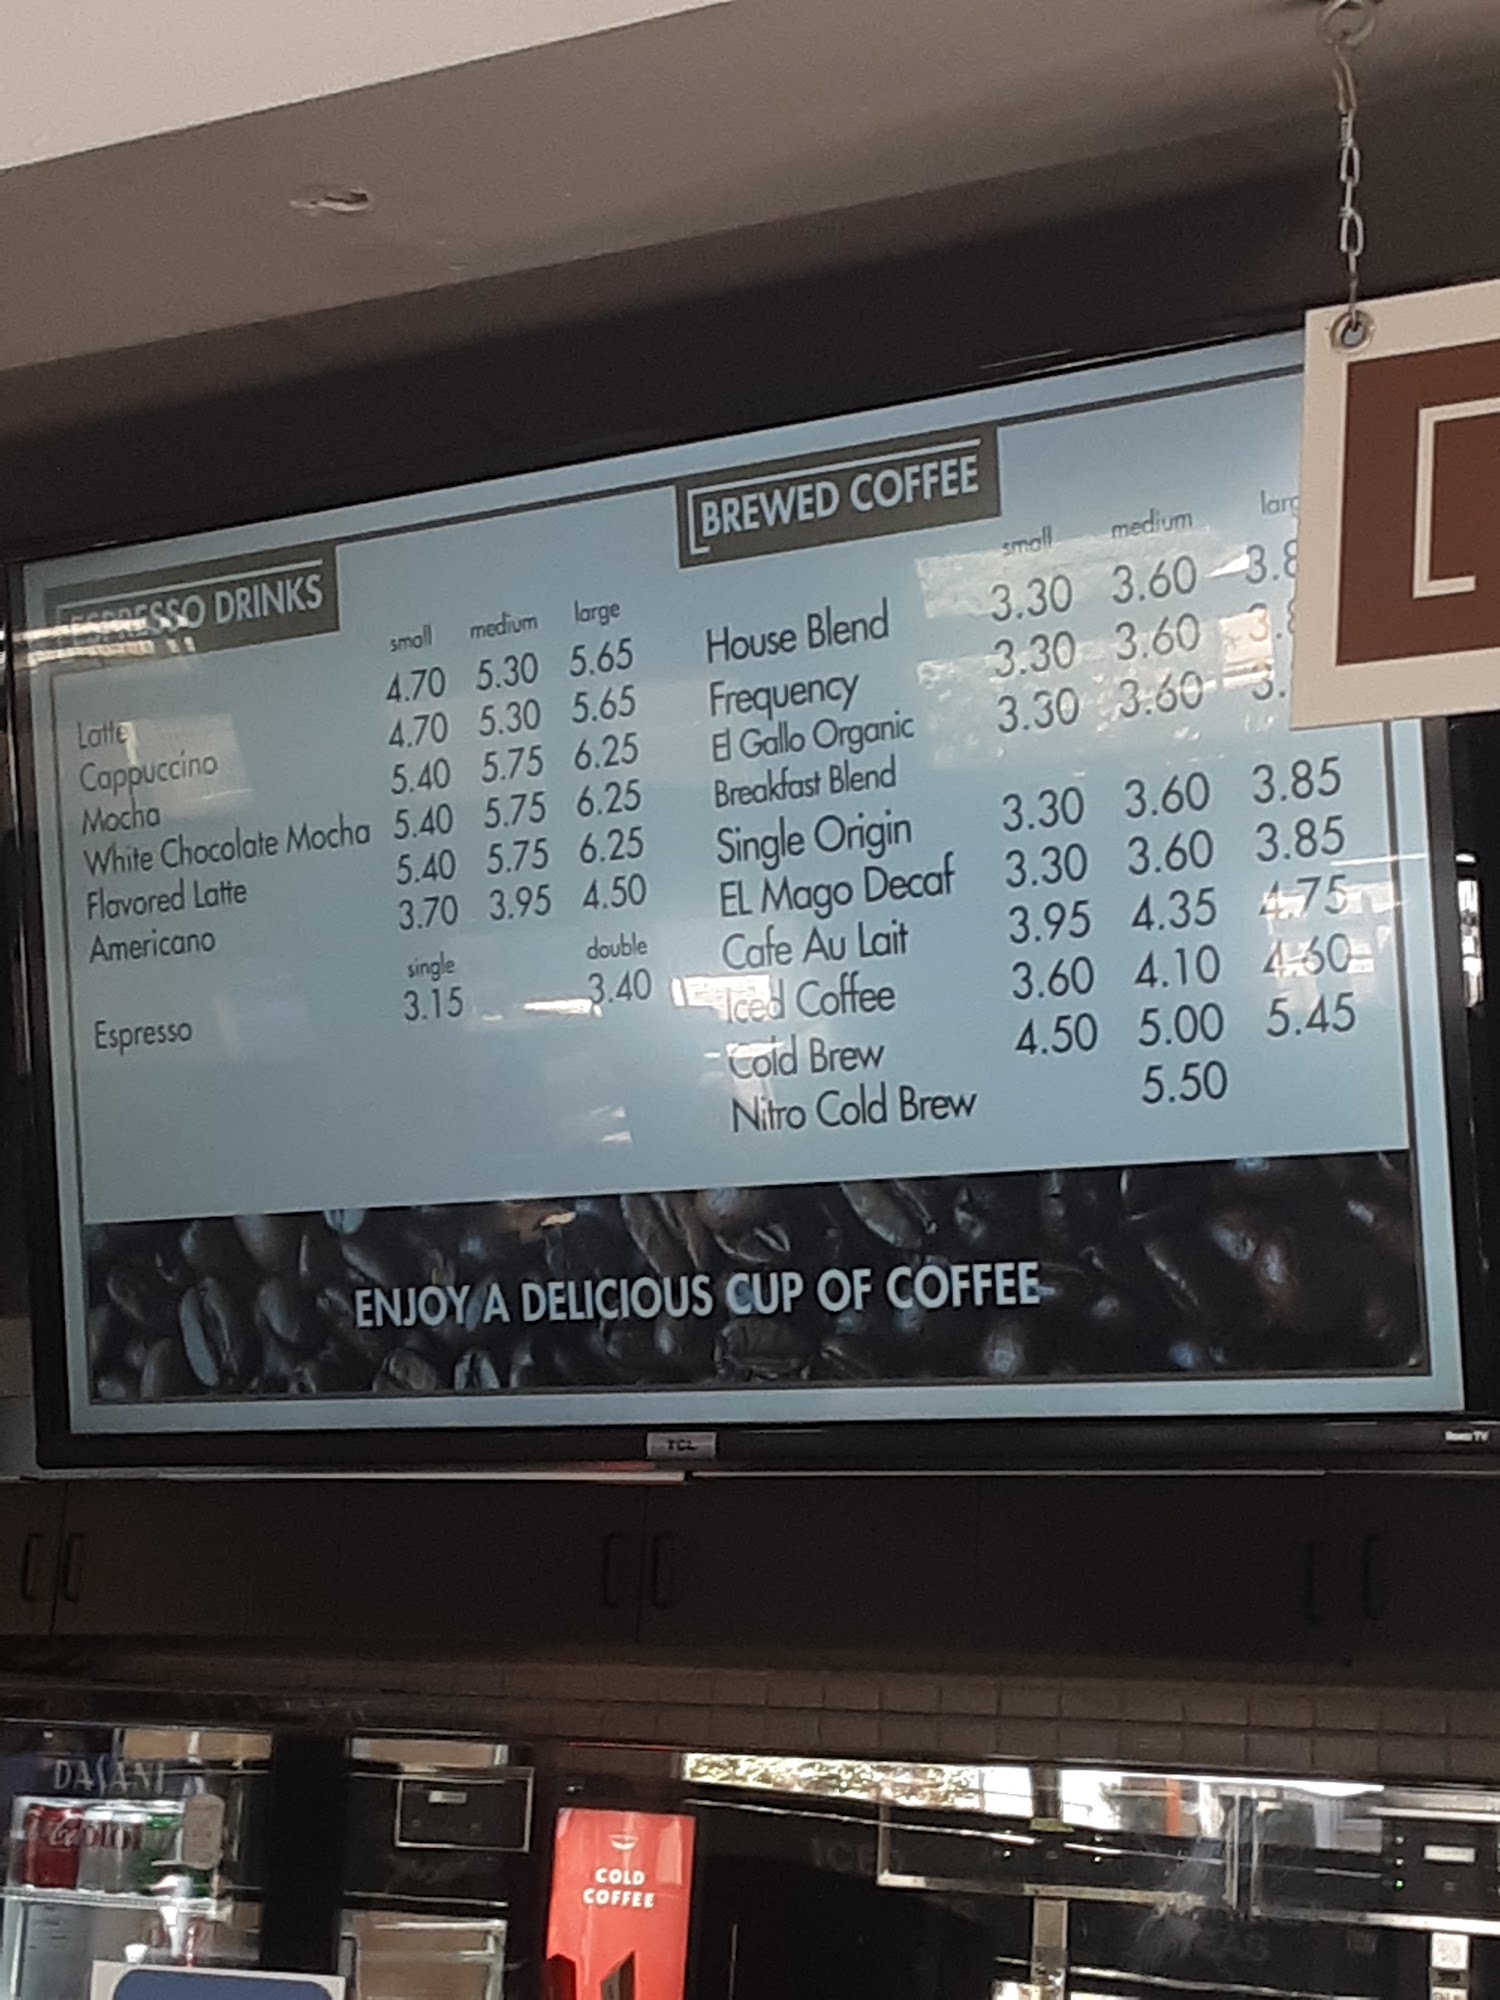 ESPRESSO DRINKS
small medium large
Latte 4.70 5.30 5.65
Cappuccino 4.70 5.30 5.65
Mocha 5.40 5.75 6.25
White Chocolate Mocha 5.40 5.75 6.25
Flavored Latte 5.40 5.75 6.25
Americano 3.70 3.95 4.50
single double
Espresso 3.15 3.40
BREWED COFFEE
small medium
House Blend 3.30 3.60
Frequency 3.30 3.60
El Gallo Organic 3.30 3.60
Breakfast Blend
Single Origin 3.30 3.60 3.85
EL Mago Decaf 3.30 3.60 3.85
Cafe Au Lait 3.95 4.35 4.75
Iced Coffee 3.60 4.10 4.60
Cold Brew 4.50 5.00 5.45
Nitro Cold Brew 5.50
ENJOY A DELICIOUS CUP OF COFFEE
TCL
Roku TV
DASANI
COLD
COFFEE